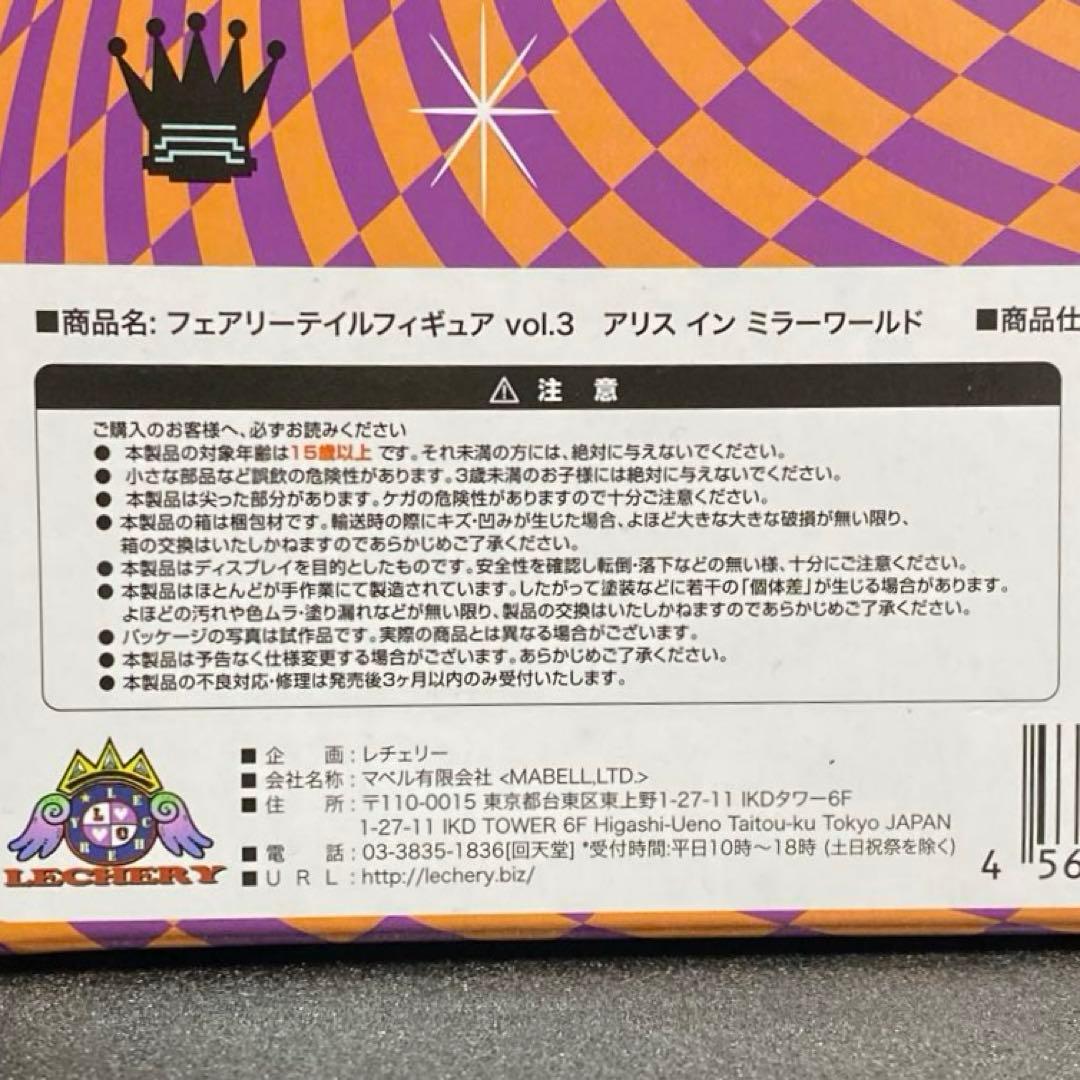 ■商品名: フェアリーテイルフィギュア vol.3　アリス イン ミラーワールド
■商品仕
⚠ 注 意
ご購入のお客様へ、必ずお読みください
● 本製品の対象年齢は15歳以上 です。それ未満の方には、絶対に与えないでください。
● 小さな部品など誤飲の危険性があります。3歳未満のお子様には絶対に与えないでください。
● 本製品は尖った部分があります。ケガの危険性がありますので十分ご注意ください。
● 本製品の箱は梱包材です。輸送時の際にキズ・凹みが生じた場合、よほど大きな大きな破損が無い限り、
箱の交換はいたしかねますのであらかじめご了承ください。
● 本製品はディスプレイを目的としたものです。安全性を確認し転倒・落下などの無い様、十分にご注意ください。
● 本製品はほとんどが手作業にて製造されています。したがって塗装などに若干の「個体差」が生じる場合があります。
よほどの汚れや色ムラ・塗り漏れなどが無い限り、製品の交換はいたしかねますのであらかじめご了承ください。
● パッケージの写真は試作品です。実際の商品とは異なる場合がございます。
● 本製品は予告なく仕様変更する場合がございます。あらかじめご了承ください。
● 本製品の不良対応・修理は発売後3ヶ月以内のみ受付いたします。
■ 企　　画 : レチェリー
■ 会社名称 : マベル有限会社 <MABELL,LTD.>
■ 住　　所 : 〒110-0015 東京都台東区東上野1-27-11 IKDタワー6F
1-27-11 IKD TOWER 6F Higashi-Ueno Taitou-ku Tokyo JAPAN
■ 電　　話 : 03-3835-1836[回天堂] *受付時間:平日10時～18時 (土日祝祭を除く)
■ U R L : http://lechery.biz/
LECHERY
LO
LECHERY
4 56